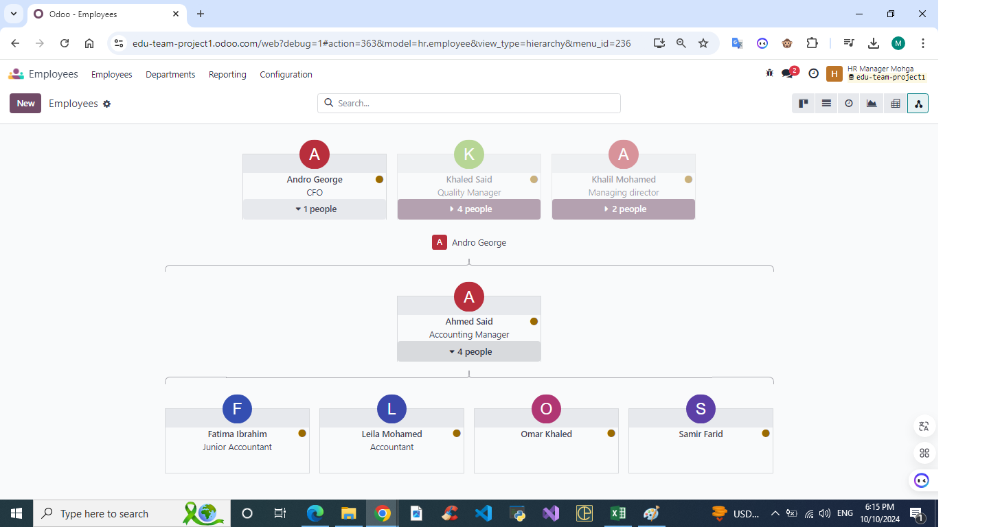 Odoo - Employees
edu-team-project1.odoo.com/web?debug=1#action=363&model=hr.employee&view_type=hierarchy&menu_id=236
M
Employees
Employees
Departments
Reporting
Configuration
2
H
HR Manager Mohga
edu-team-project1
New
Employees
Search...
A
K
A
Andro George
Khaled Said
Khalil Mohamed
CFO
Quality Manager
Managing director
1 people
4 people
2 people
A Andro George
A
Ahmed Said
Accounting Manager
4 people
F
L
O
S
Fatima Ibrahim
Leila Mohamed
Omar Khaled
Samir Farid
Junior Accountant
Accountant
Type here to search
USD...
ENG
6:15 PM
10/10/2024
1